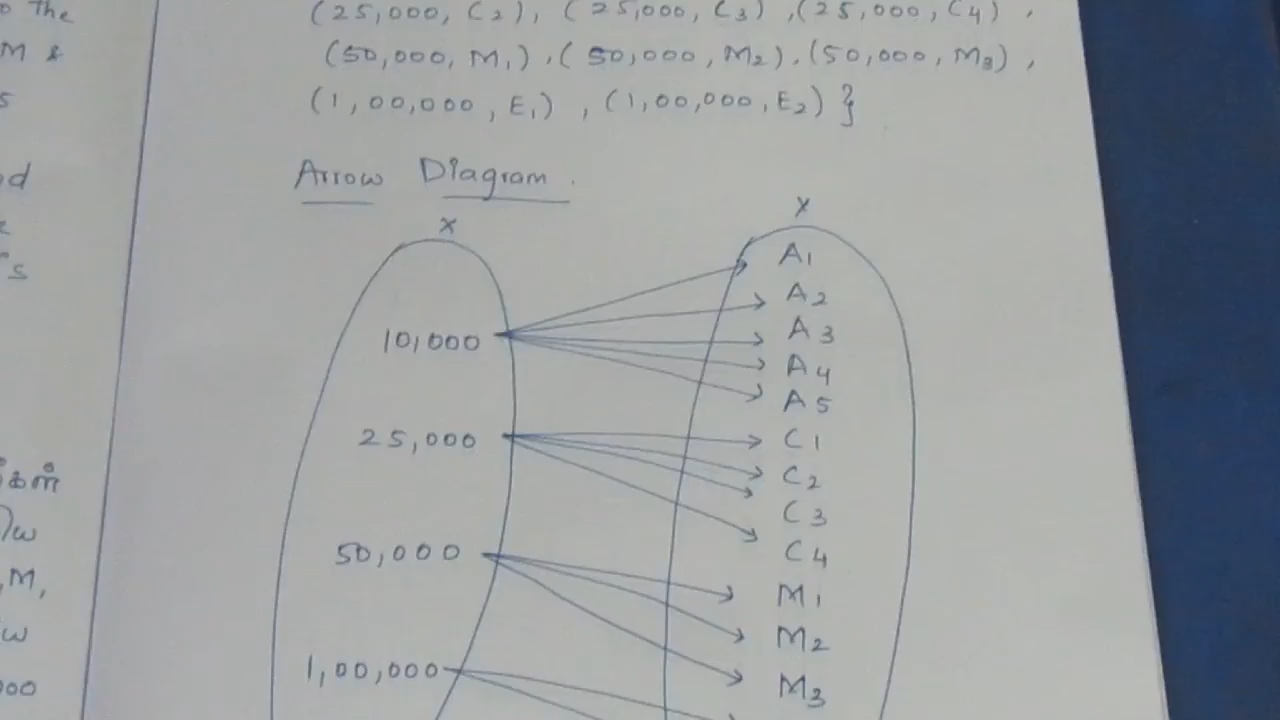 (25,000, C2), (25,000, C3), (25,000, C4),
(50,000, M1), (50,000, M2), (50,000, M3),
(1,00,000, E1), (1,00,000, E2) }
Arrow Diagram.
x
y
10,000
25,000
50,000
1,00,000
A1
A2
A3
A4
A5
C1
C2
C3
C4
M1
M2
M3
the
M &